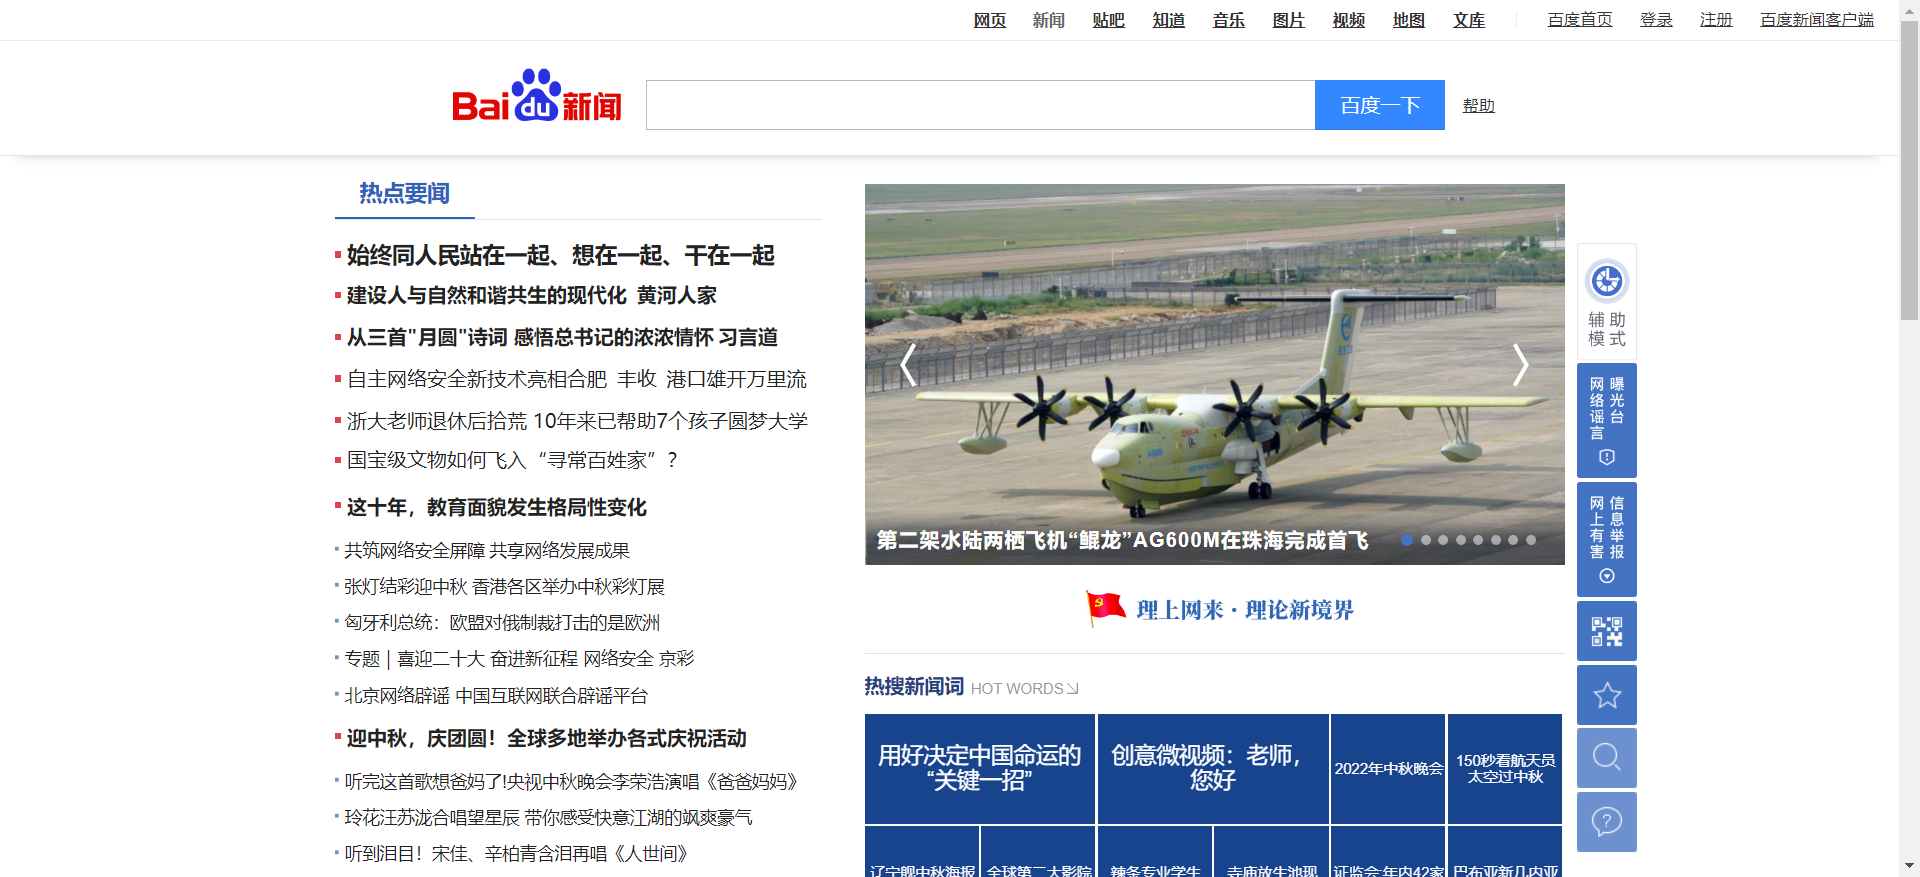 网页 新闻 贴吧 知道 音乐 图片 视频 地图 文库 百度首页 登录 注册 百度新闻客户端
Bai du 新闻
百度一下 帮助
热点要闻
始终同人民站在一起、想在一起、干在一起
建设人与自然和谐共生的现代化 黄河人家
从三首"月圆"诗词 感悟总书记的浓浓情怀 习言道
自主网络安全新技术亮相合肥 丰收 港口雄开万里流
浙大老师退休后拾荒 10年来已帮助7个孩子圆梦大学
国宝级文物如何飞入“寻常百姓家”？
这十年，教育面貌发生格局性变化
共筑网络安全屏障 共享网络发展成果
张灯结彩迎中秋 香港各区举办中秋彩灯展
匈牙利总统：欧盟对俄制裁打击的是欧洲
专题 | 喜迎二十大 奋进新征程 网络安全 京彩
北京网络辟谣 中国互联网联合辟谣平台
迎中秋，庆团圆！全球多地举办各式庆祝活动
听完这首歌想爸妈了!央视中秋晚会李荣浩演唱《爸爸妈妈》
玲花汪苏泷合唱望星辰 带你感受快意江湖的飒爽豪气
听到泪目！宋佳、辛柏青含泪再唱《人世间》
第二架水陆两栖飞机“鲲龙”AG600M在珠海完成首飞
理上网来·理论新境界
热搜新闻词 HOT WORDS
用好决定中国命运的
“关键一招”
创意微视频：老师，
您好
2022年中秋晚会
150秒看航天员
太空过中秋
辽宁舰中秋海报
全球第二大影院
辣条专业学生
寺庙放生池现
证监会:年内42家
巴布亚新几内亚
辅助
模式
网络谣言
曝光台
网上有害
信息举报